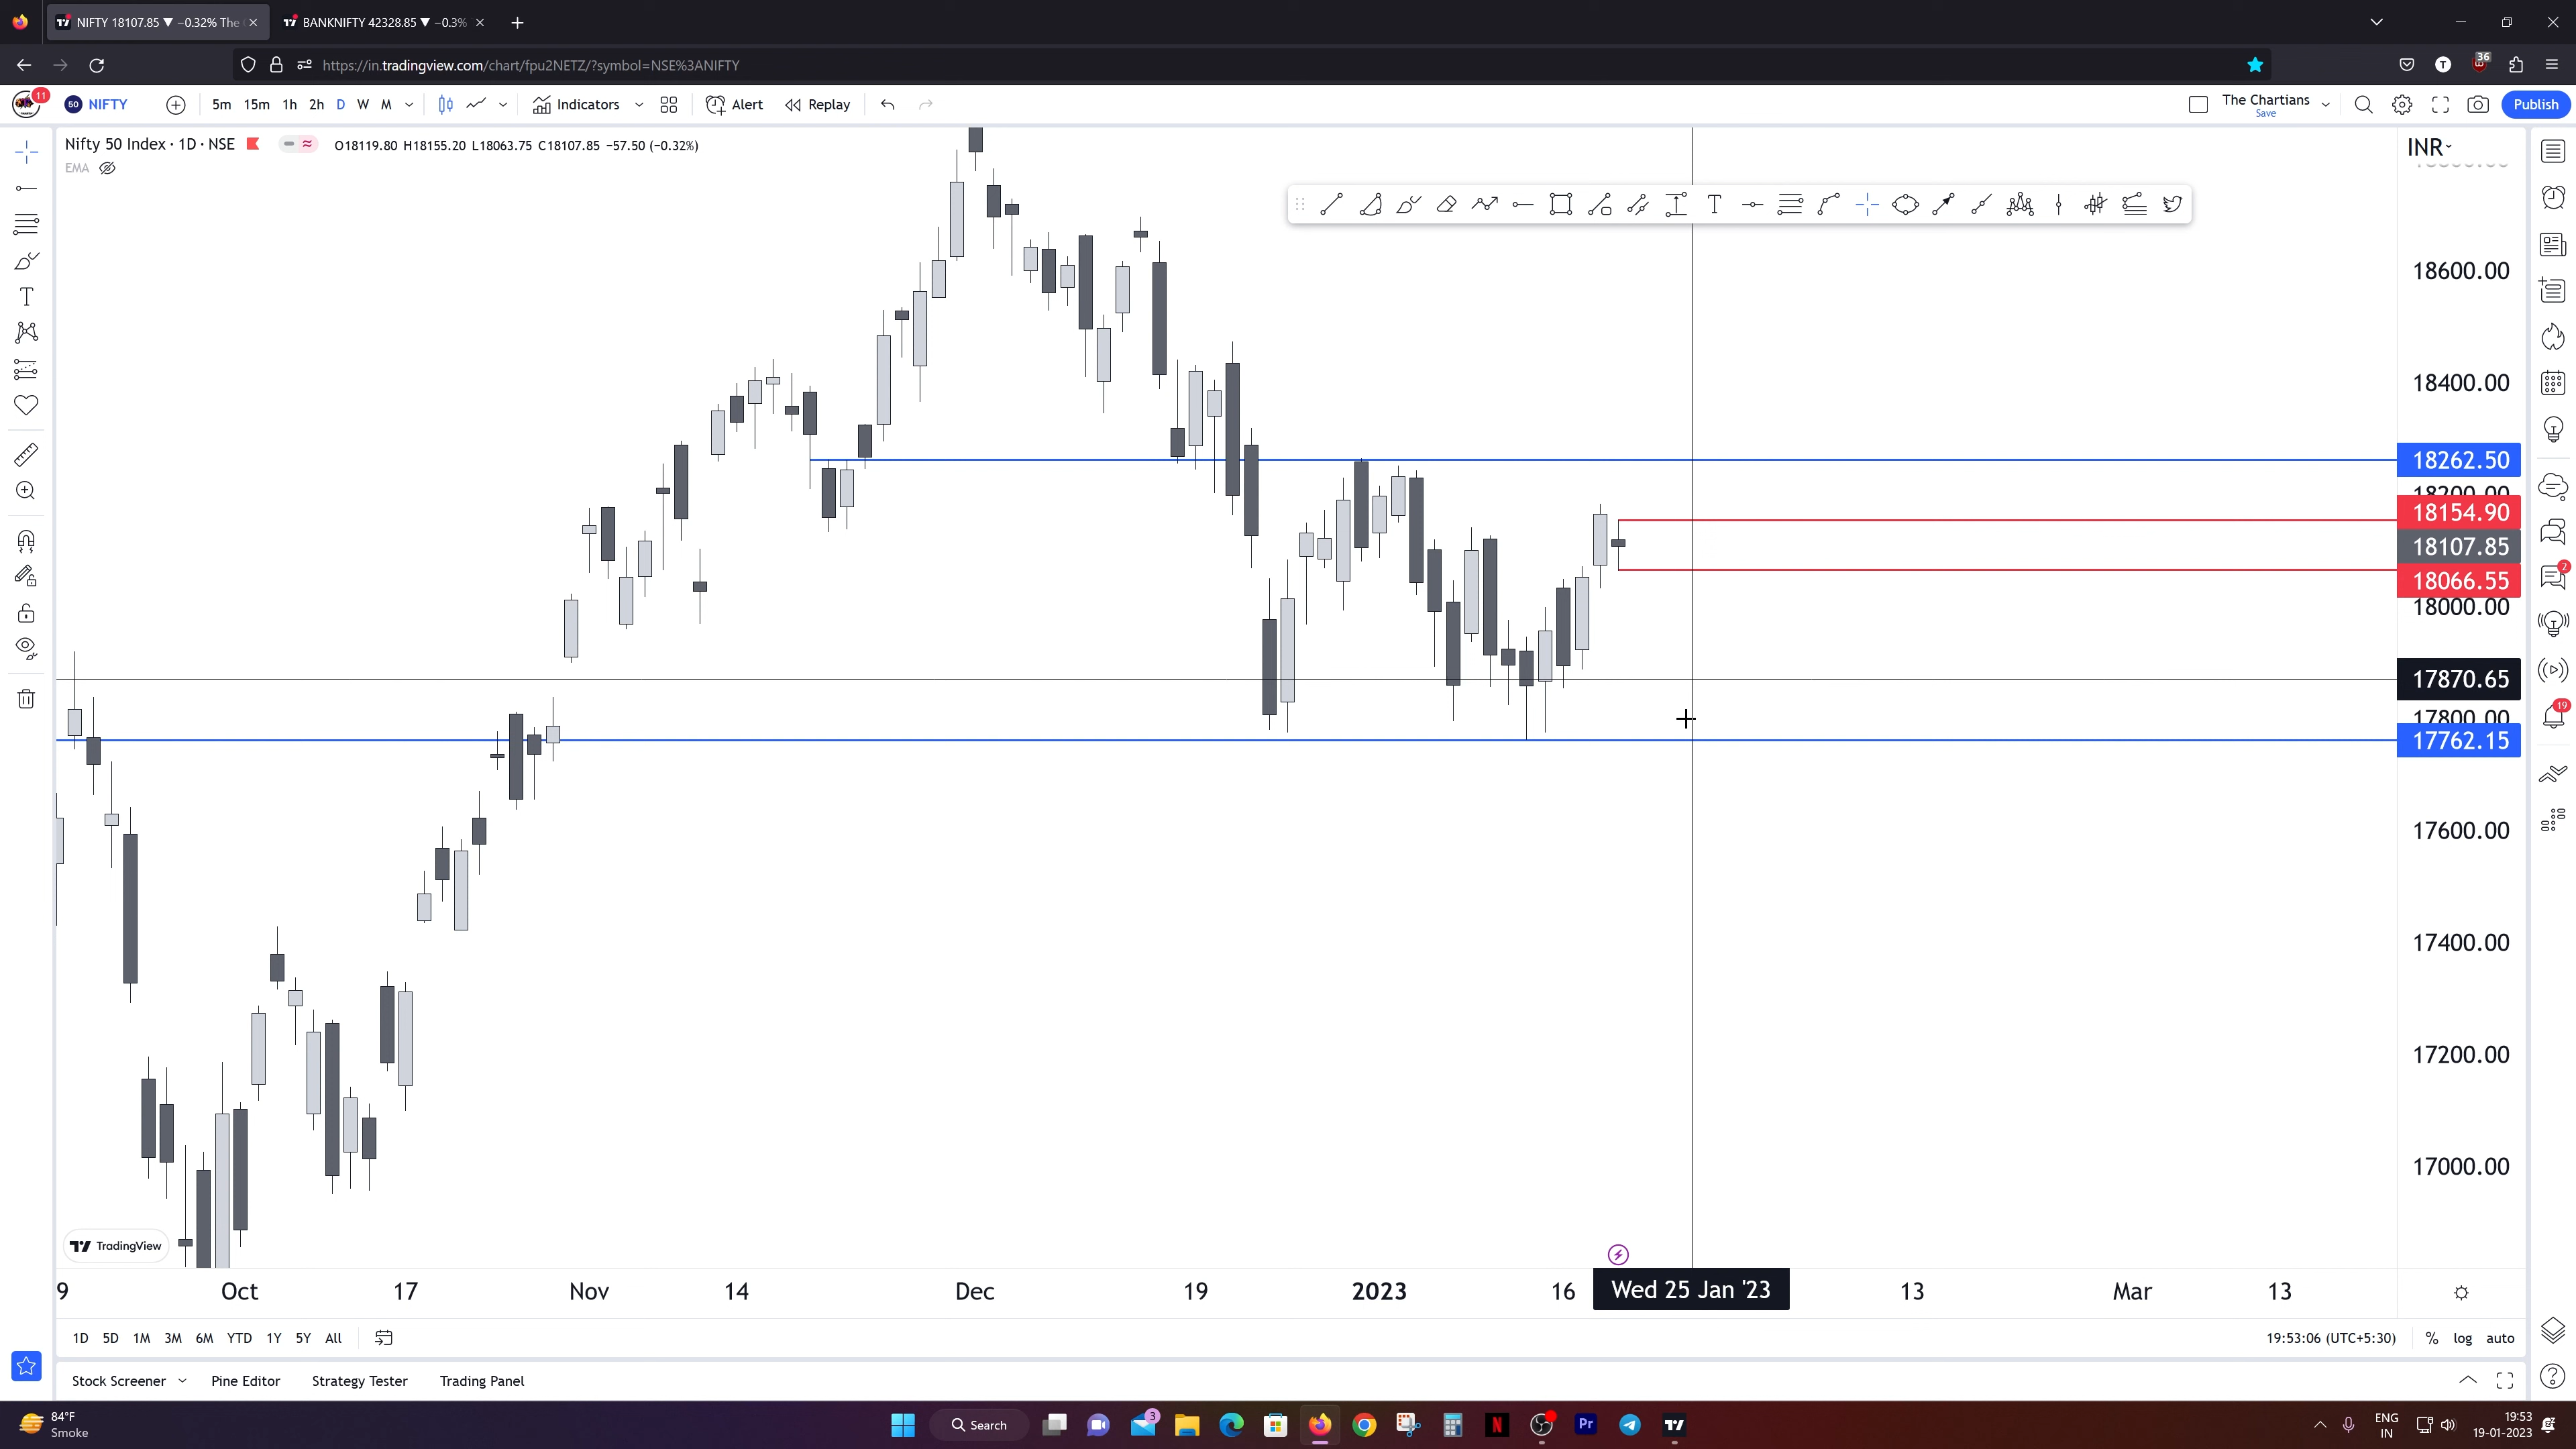 NIFTY 18107.85 ▼ −0.32% The
BANKNIFTY 42328.85 ▼ −0.3%
https://in.tradingview.com/chart/fpu2NETZ/?symbol=NSE%3ANIFTY
T
36
11
50 NIFTY
5m 15m 1h 2h D W M
Indicators
Alert
Replay
The Chartians
Save
Publish
Nifty 50 Index · 1D · NSE
O18119.80 H18155.20 L18063.75 C18107.85 −57.50 (−0.32%)
EMA
INR
18600.00
18400.00
18262.50
18200.00
18154.90
18107.85
18066.55
18000.00
17870.65
17800.00
17762.15
17600.00
17400.00
17200.00
17000.00
2
19
TradingView
9 Oct 17 Nov 14 Dec 19 2023 16 Wed 25 Jan '23 13 Mar 13
1D 5D 1M 3M 6M YTD 1Y 5Y All
19:53:06 (UTC+5:30) % log auto
Stock Screener Pine Editor Strategy Tester Trading Panel
84°F
Smoke
Search
3
N
Pr
ENG
IN
19:53
19-01-2023